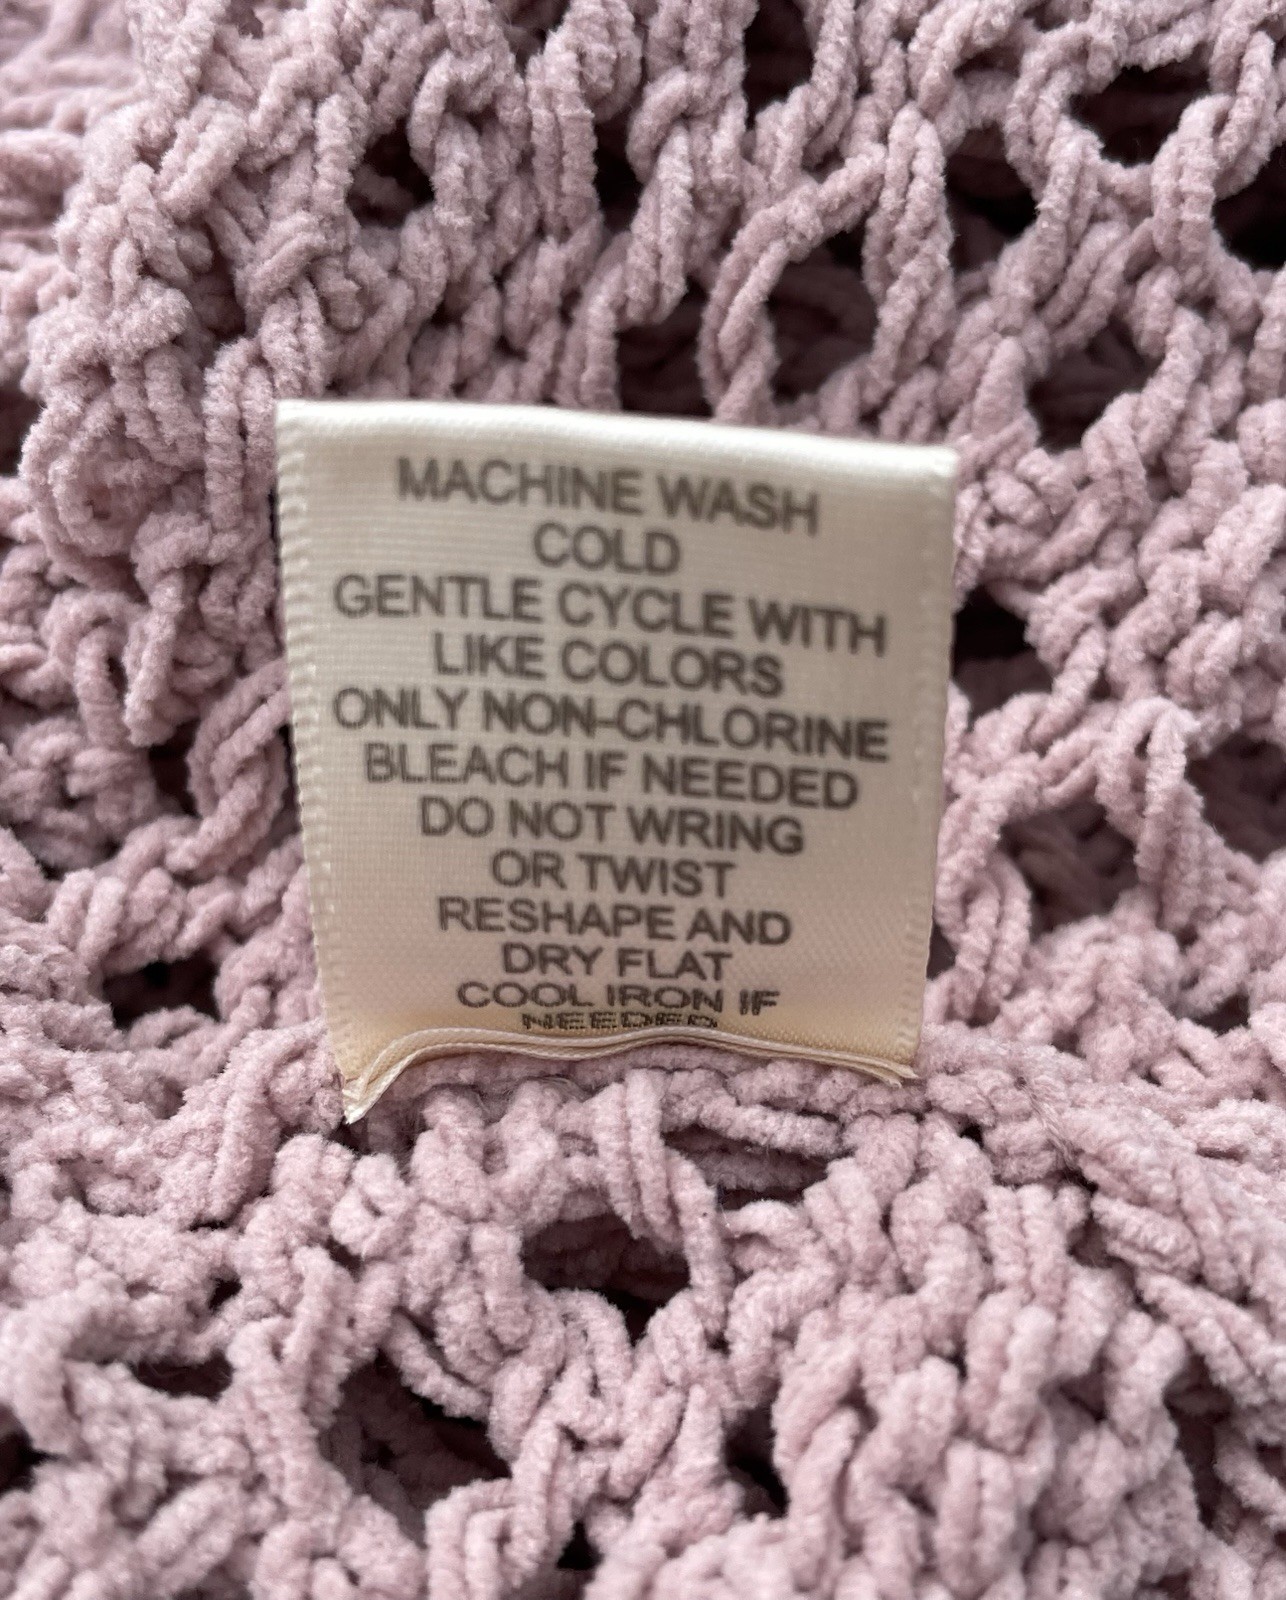 MACHINE WASH
COLD
GENTLE CYCLE WITH
LIKE COLORS
ONLY NON-CHLORINE
BLEACH IF NEEDED
DO NOT WRING
OR TWIST
RESHAPE AND
DRY FLAT
COOL IRON IF
NEEDED